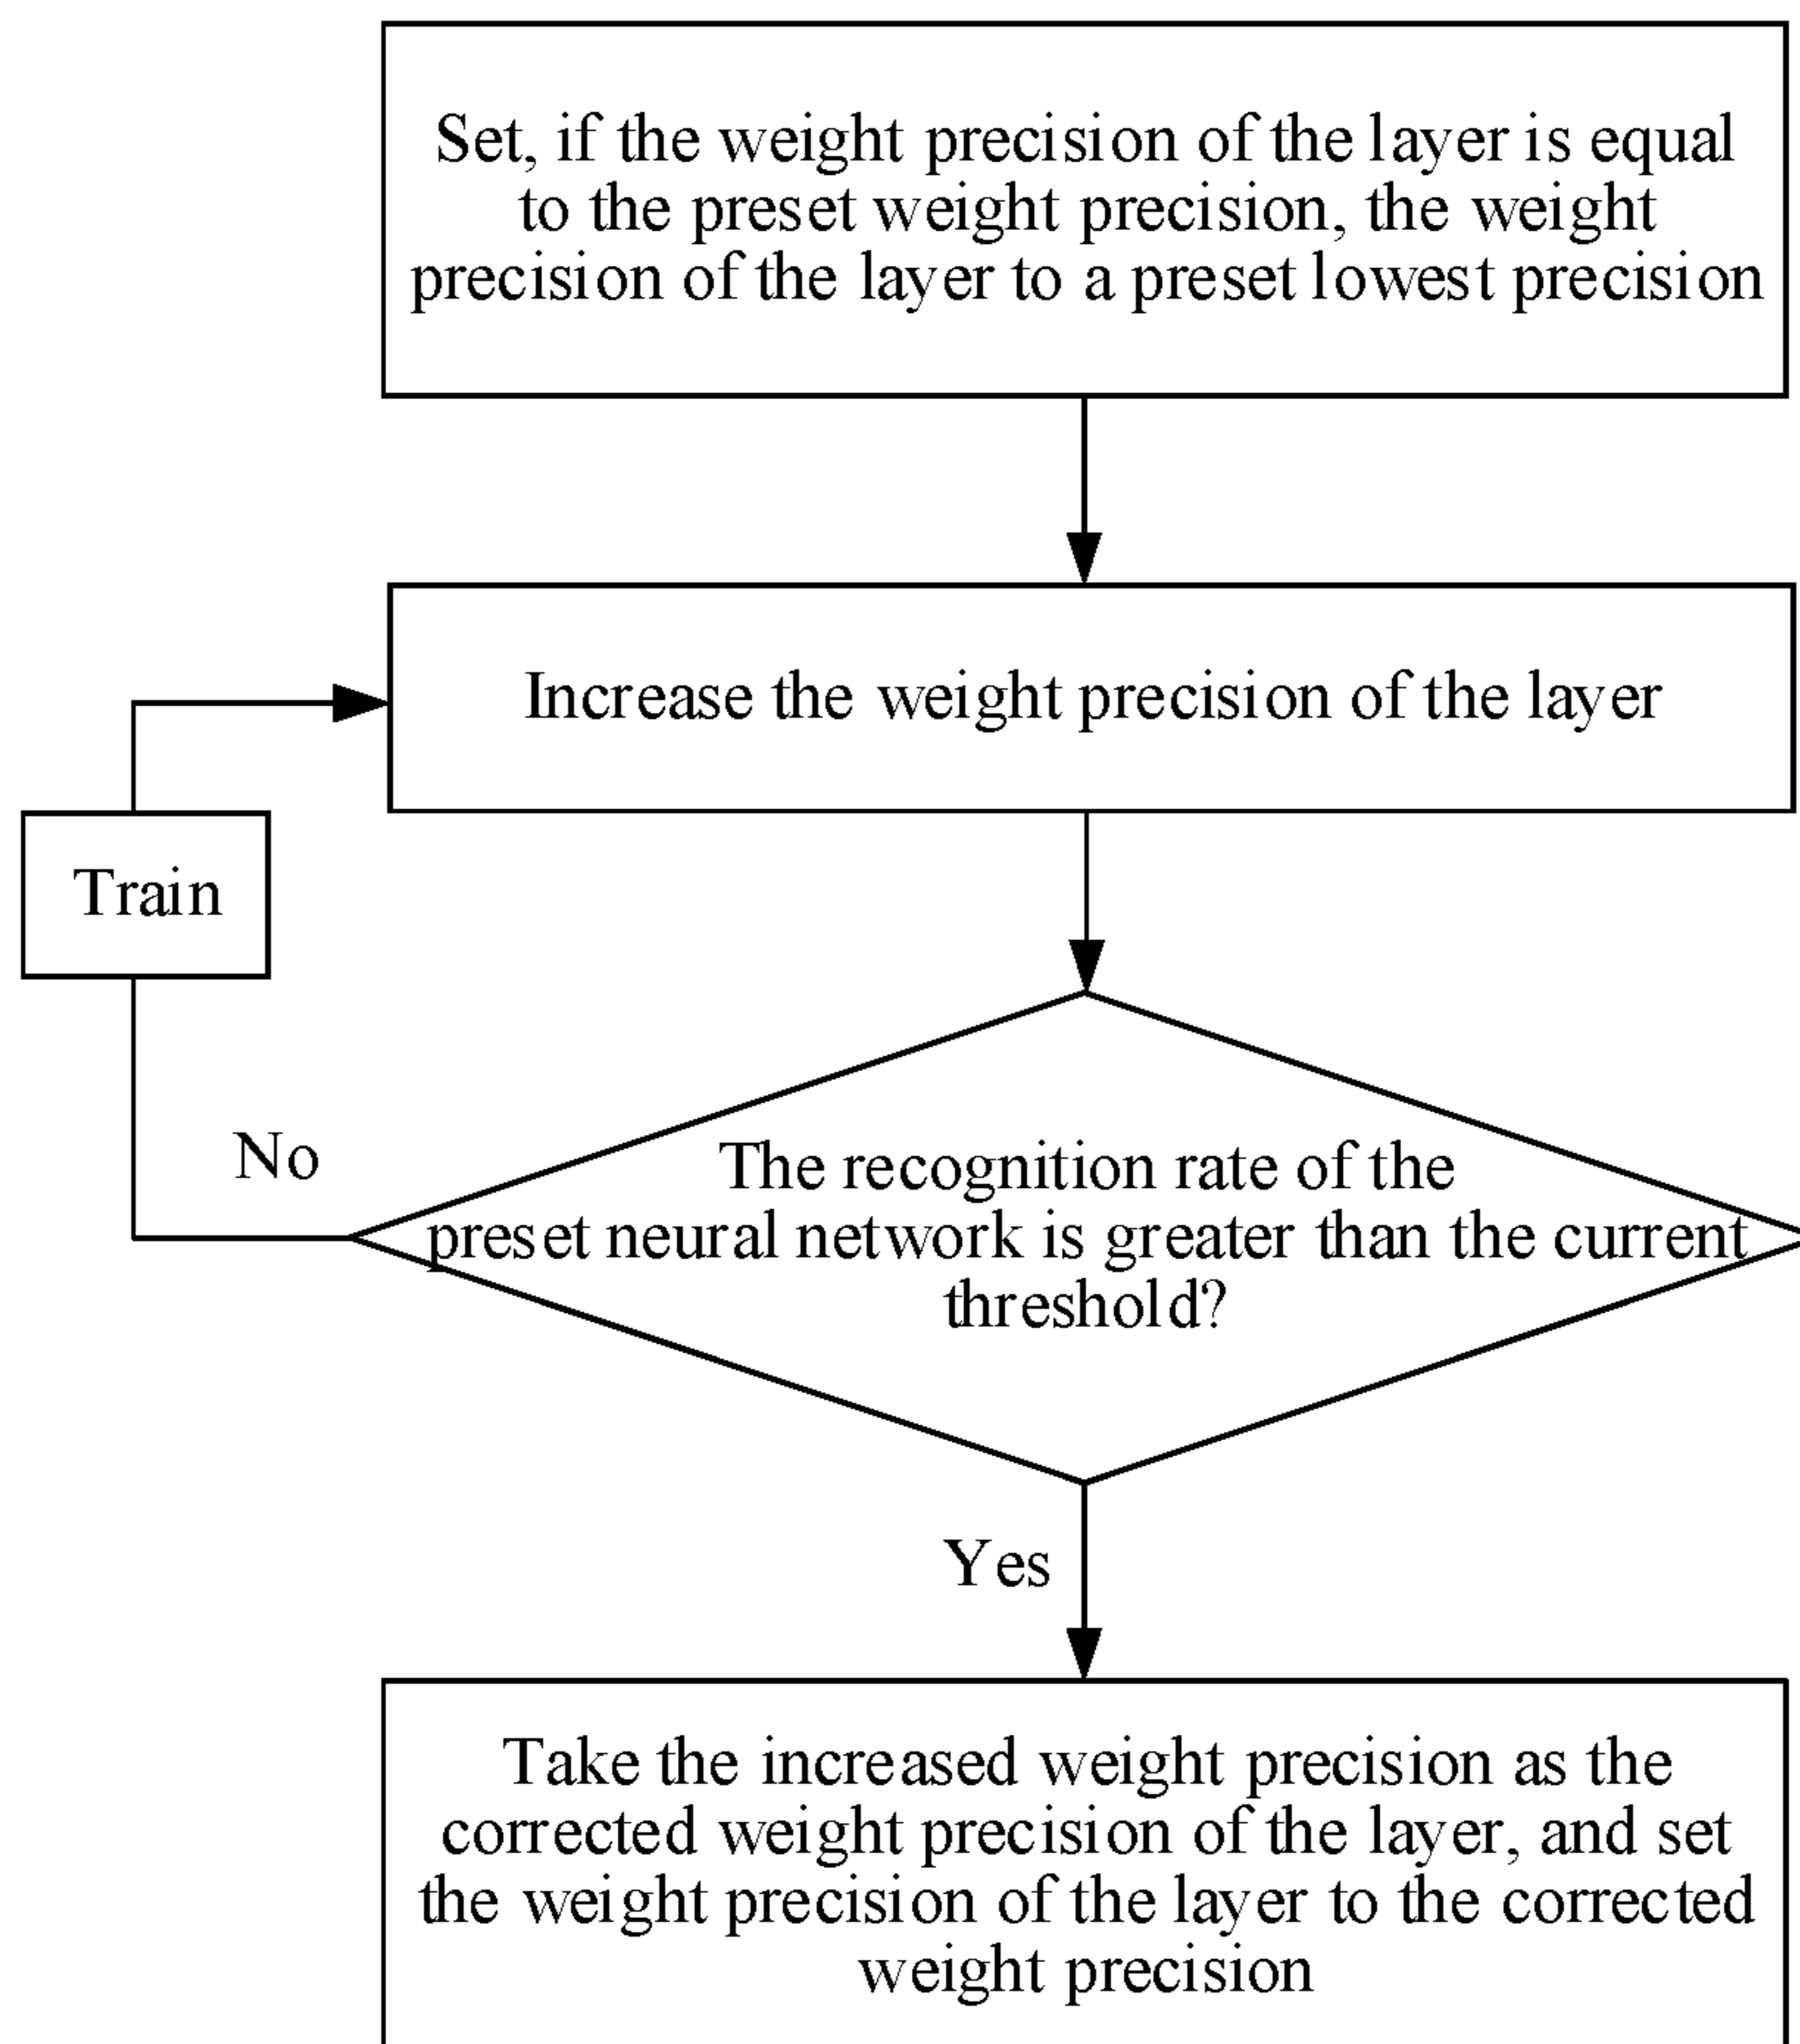 Set, if the weight precision of the layer is equal
to the preset weight precision, the weight
precision of the layer to a preset lowest precision
Increase the weight precision of the layer
Train
No
The recognition rate of the
preset neural network is greater than the current
threshold?
Yes
Take the increased weight precision as the
corrected weight precision of the layer, and set
the weight precision of the layer to the corrected
weight precision